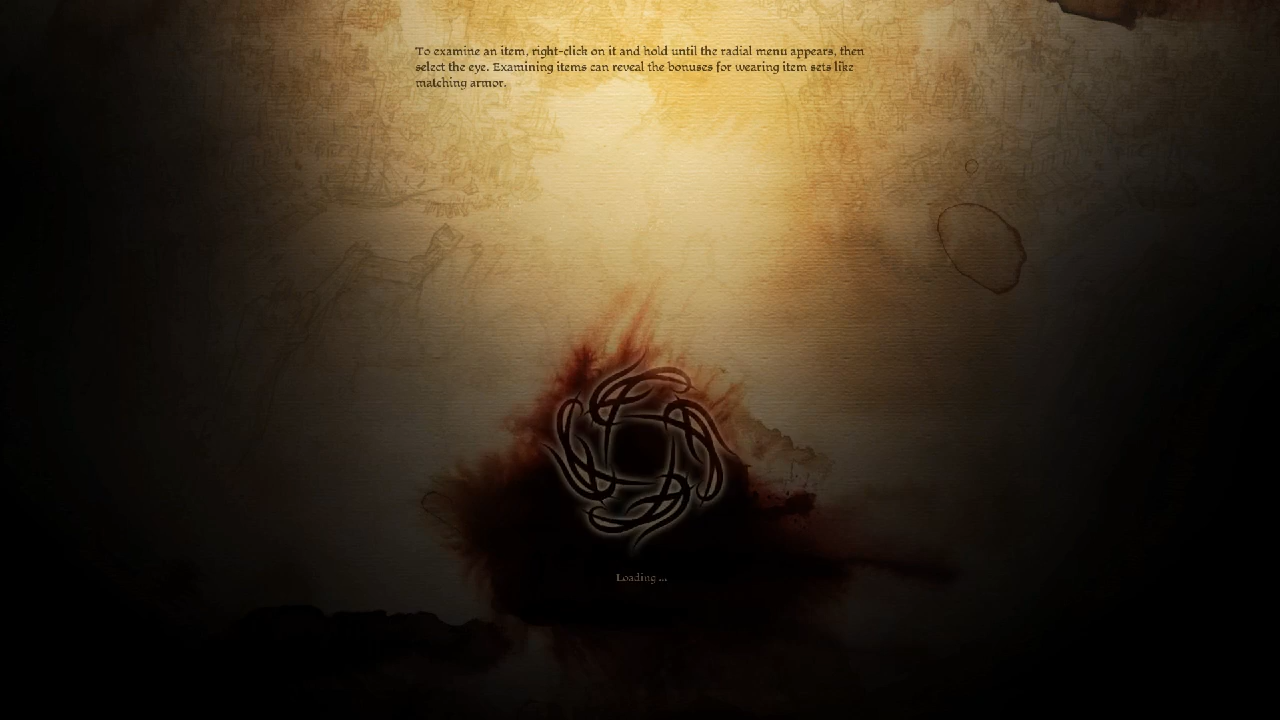 To examine an item, right-click on it and hold until the radial menu appears, then
select the eye. Examining items can reveal the bonuses for wearing item sets like
matching armor.
Loading ...